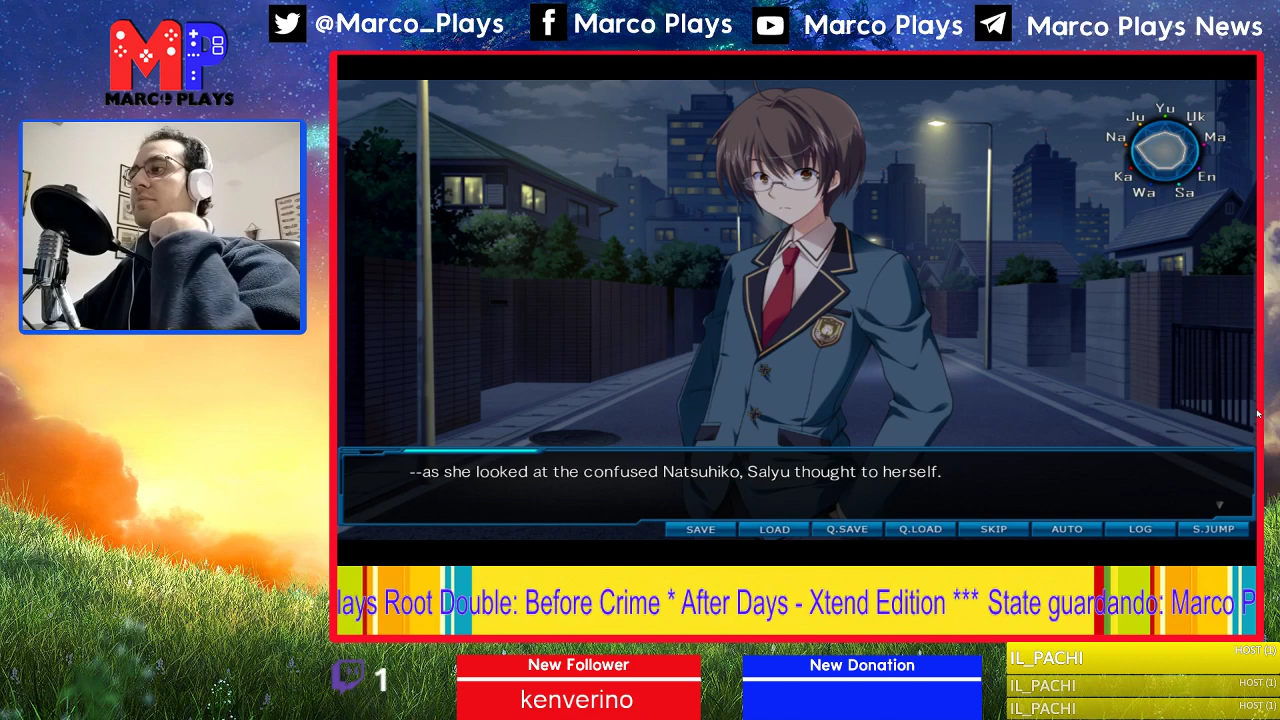 @Marco_Plays
Marco Plays
Marco Plays
Marco Plays News
MP
MARCO PLAYS
Yu
Ju
Uk
Na
Ma
Ka
En
Wa
Sa
--as she looked at the confused Natsuhiko, Salyu thought to herself.
SAVE
LOAD
Q.SAVE
Q.LOAD
SKIP
AUTO
LOG
S.JUMP
lays Root Double: Before Crime * After Days - Xtend Edition *** State guardando: Marco P
1
New Follower
kenverino
New Donation
IL_PACHI
HOST (1)
IL_PACHI
HOST (1)
IL_PACHI
HOST (1)